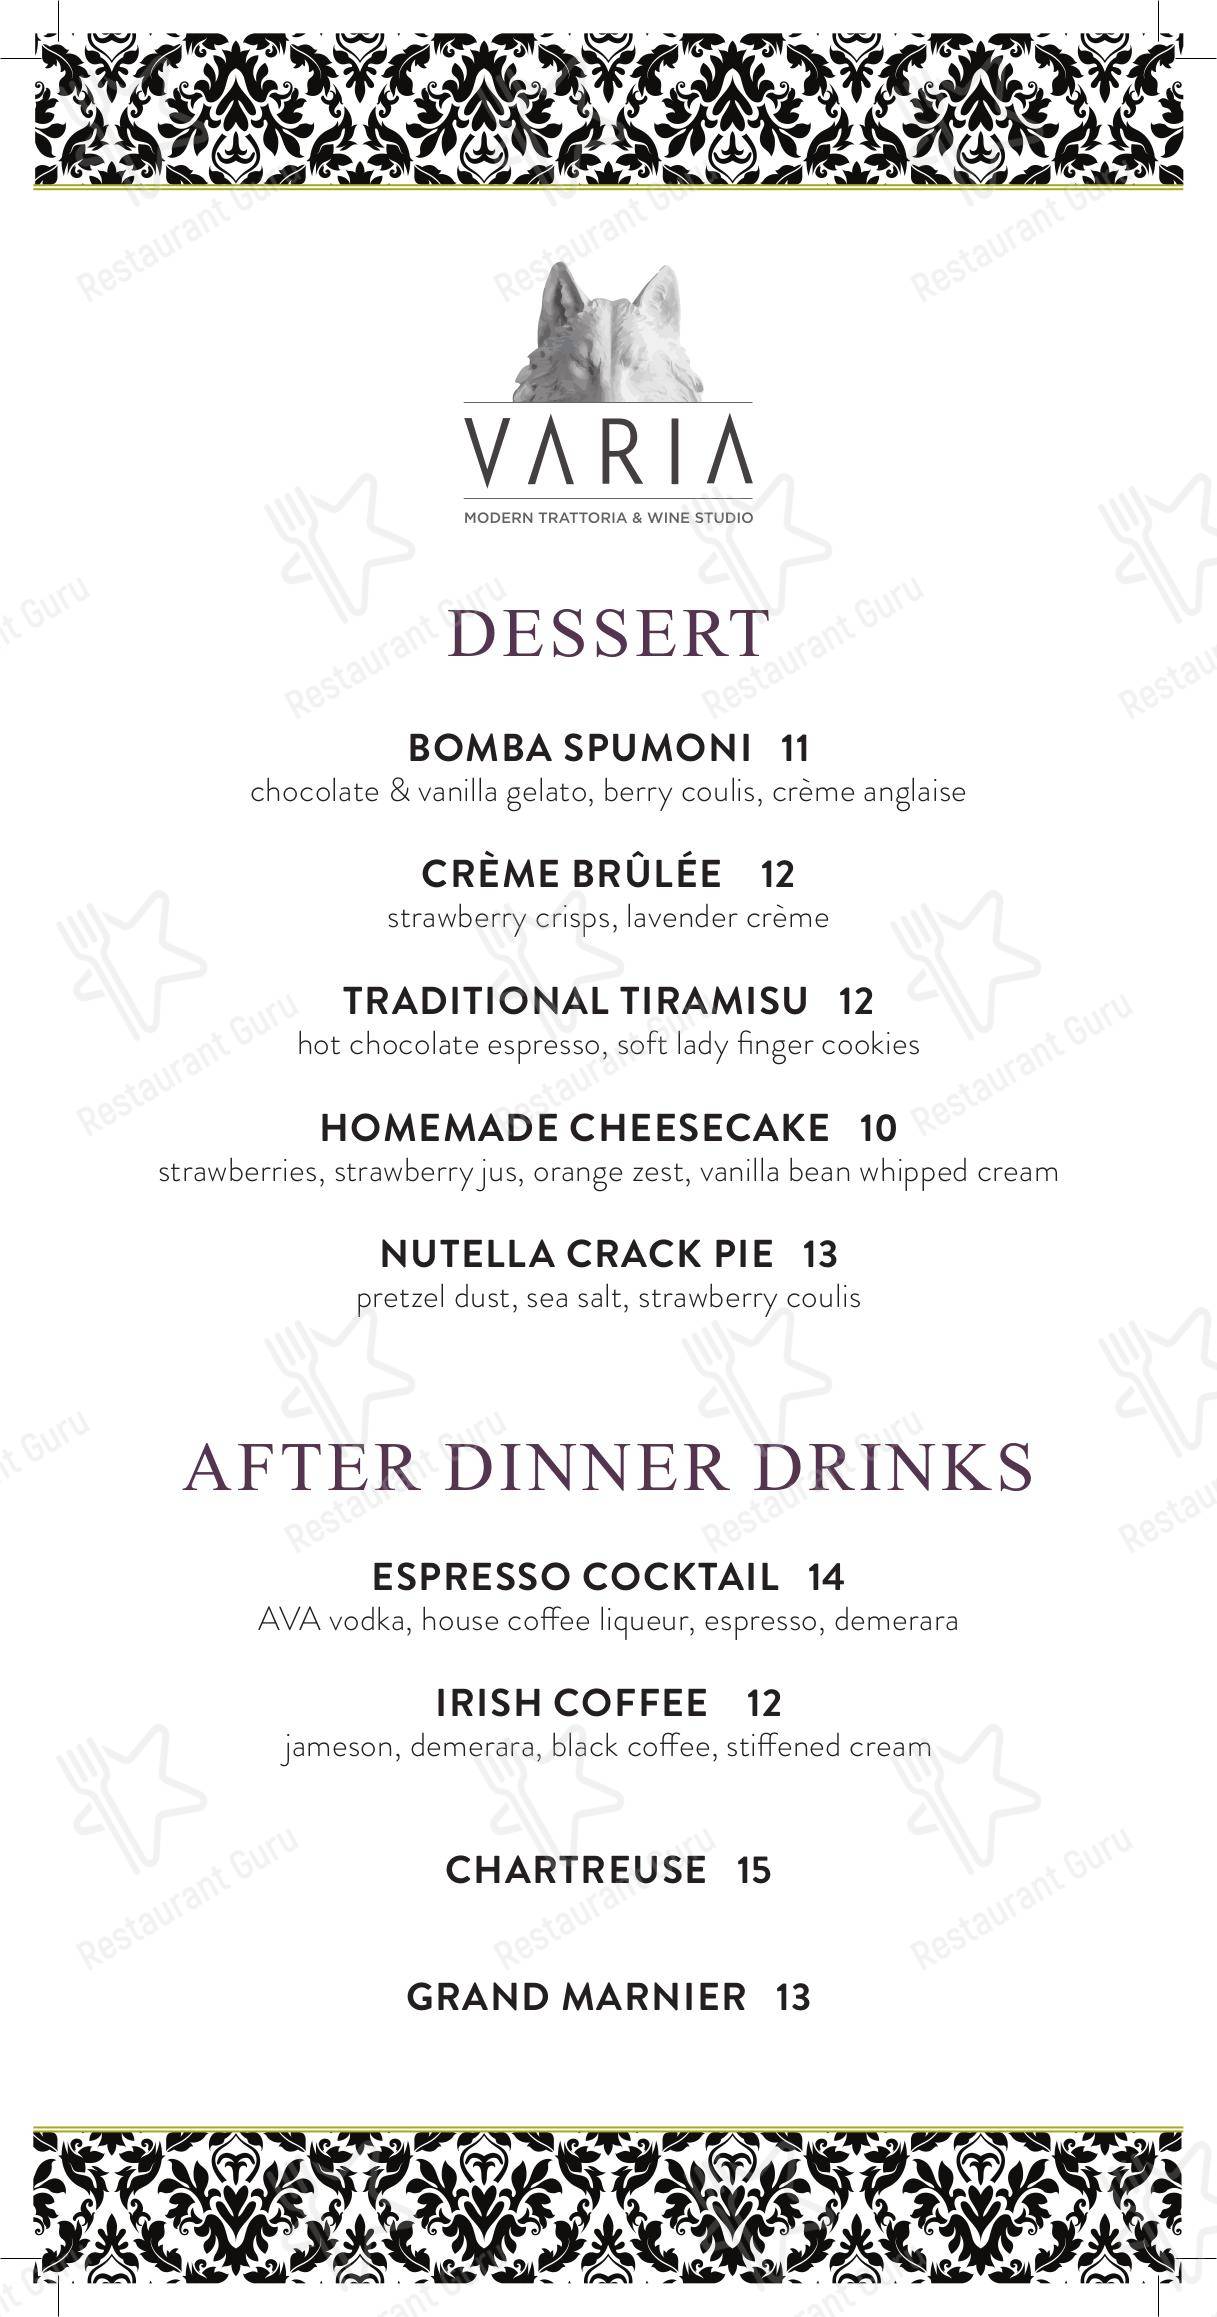 VARIA
MODERN TRATTORIA & WINE STUDIO
DESSERT
BOMBA SPUMONI 11
chocolate & vanilla gelato, berry coulis, crème anglaise
CRÈME BRÛLÉE 12
strawberry crisps, lavender crème
TRADITIONAL TIRAMISU 12
hot chocolate espresso, soft lady finger cookies
HOMEMADE CHEESECAKE 10
strawberries, strawberry jus, orange zest, vanilla bean whipped cream
NUTELLA CRACK PIE 13
pretzel dust, sea salt, strawberry coulis
AFTER DINNER DRINKS
ESPRESSO COCKTAIL 14
AVA vodka, house coffee liqueur, espresso, demerara
IRISH COFFEE 12
jameson, demerara, black coffee, stiffened cream
CHARTREUSE 15
GRAND MARNIER 13
Restaurant Guru